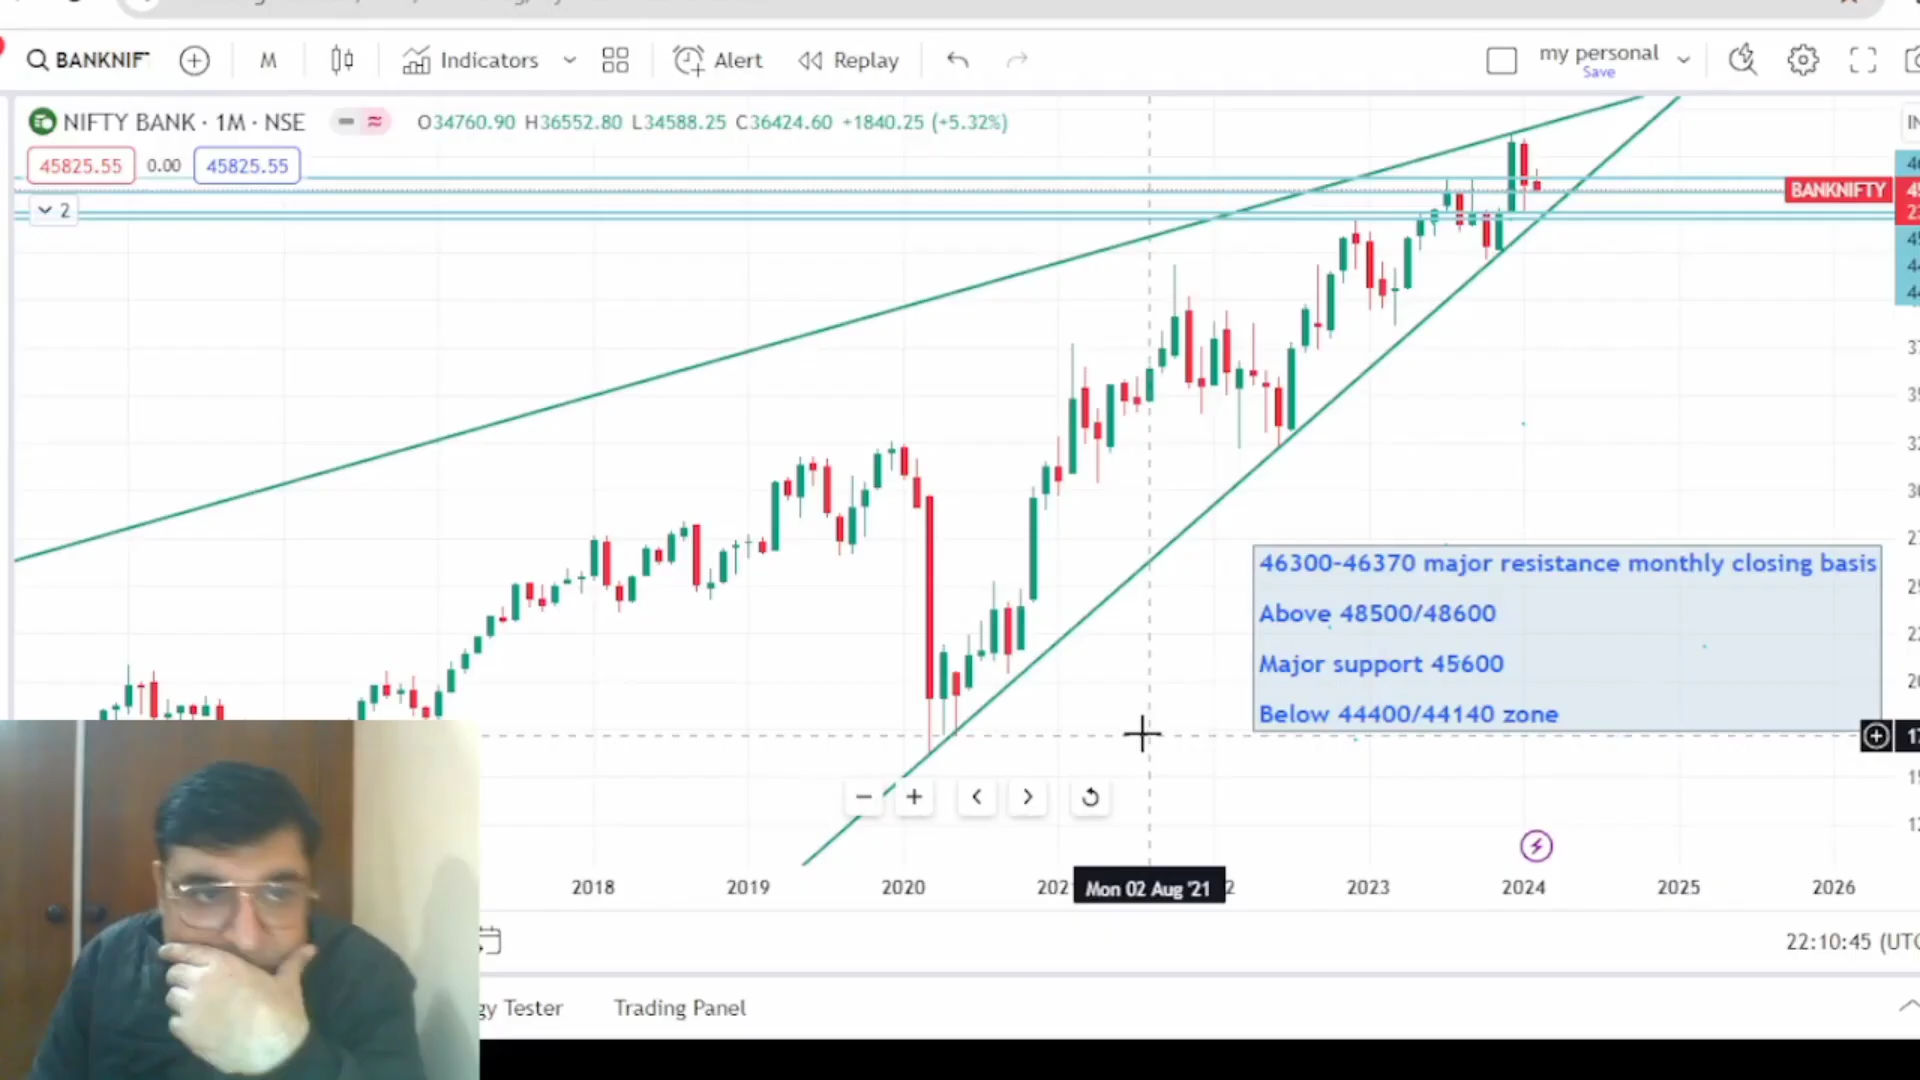 BANKNIF
M
Indicators
Alert
Replay
my personal
Save
NIFTY BANK · 1M · NSE
O34760.90 H36552.80 L34588.25 C36424.60 +1840.25 (+5.32%)
45825.55 0.00 45825.55
2
BANKNIFTY
46300-46370 major resistance monthly closing basis
Above 48500/48600
Major support 45600
Below 44400/44140 zone
2018 2019 2020 Mon 02 Aug '21 2023 2024 2025 2026
22:10:45 (UTC
gy Tester
Trading Panel